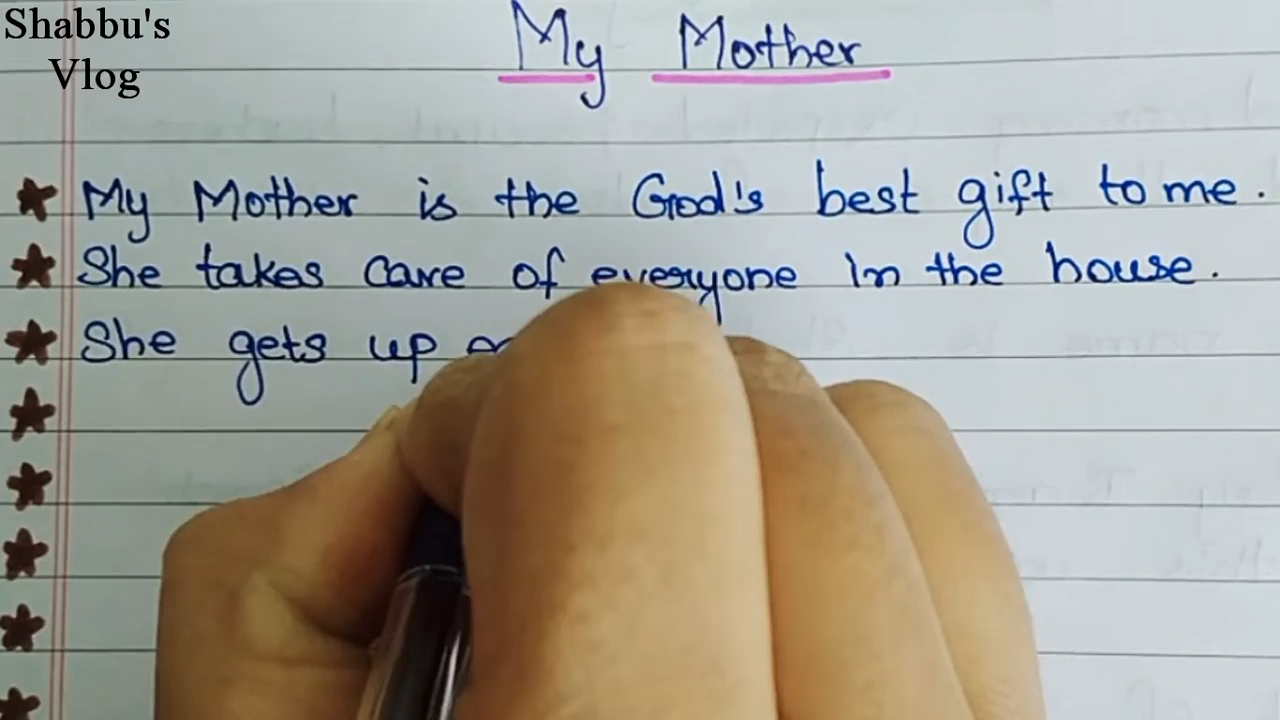 Shabbu's
Vlog
My Mother
My Mother is the God's best gift to me.
She takes care of everyone In the house.
She gets up